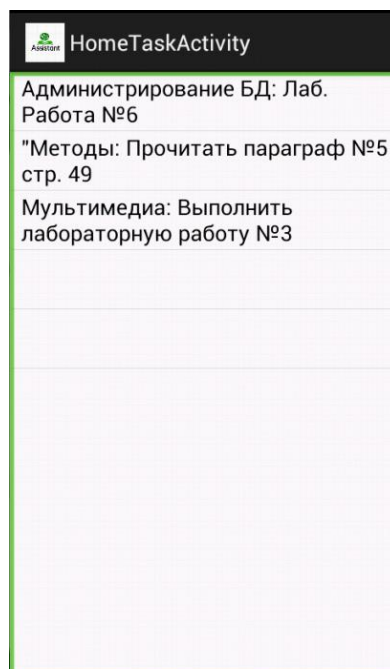 Assistant HomeTaskActivity
Администрирование БД: Лаб.
Работа №6
"Методы: Прочитать параграф №5
стр. 49
Мультимедиа: Выполнить
лабораторную работу №3